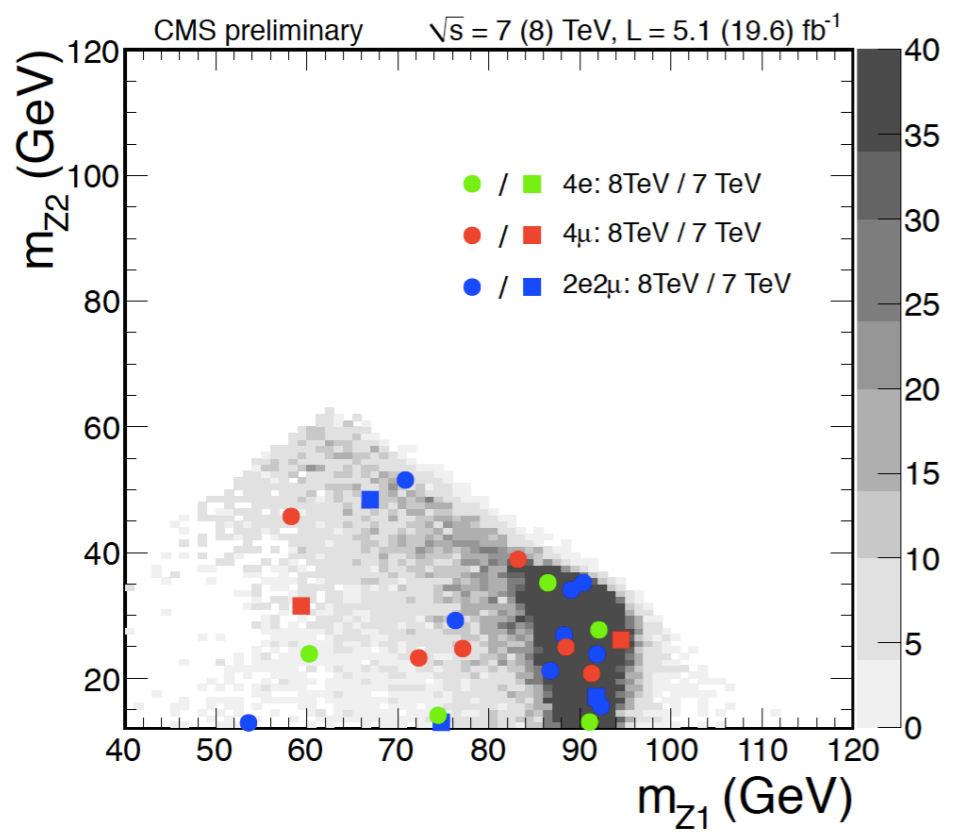 CMS preliminary √s = 7 (8) TeV, L = 5.1 (19.6) fb⁻¹
m_Z2 (GeV)
120
100
80
60
40
20
/ 4e: 8TeV / 7 TeV
/ 4μ: 8TeV / 7 TeV
/ 2e2μ: 8TeV / 7 TeV
40 50 60 70 80 90 100 110 120
m_Z1 (GeV)
40
35
30
25
20
15
10
5
0